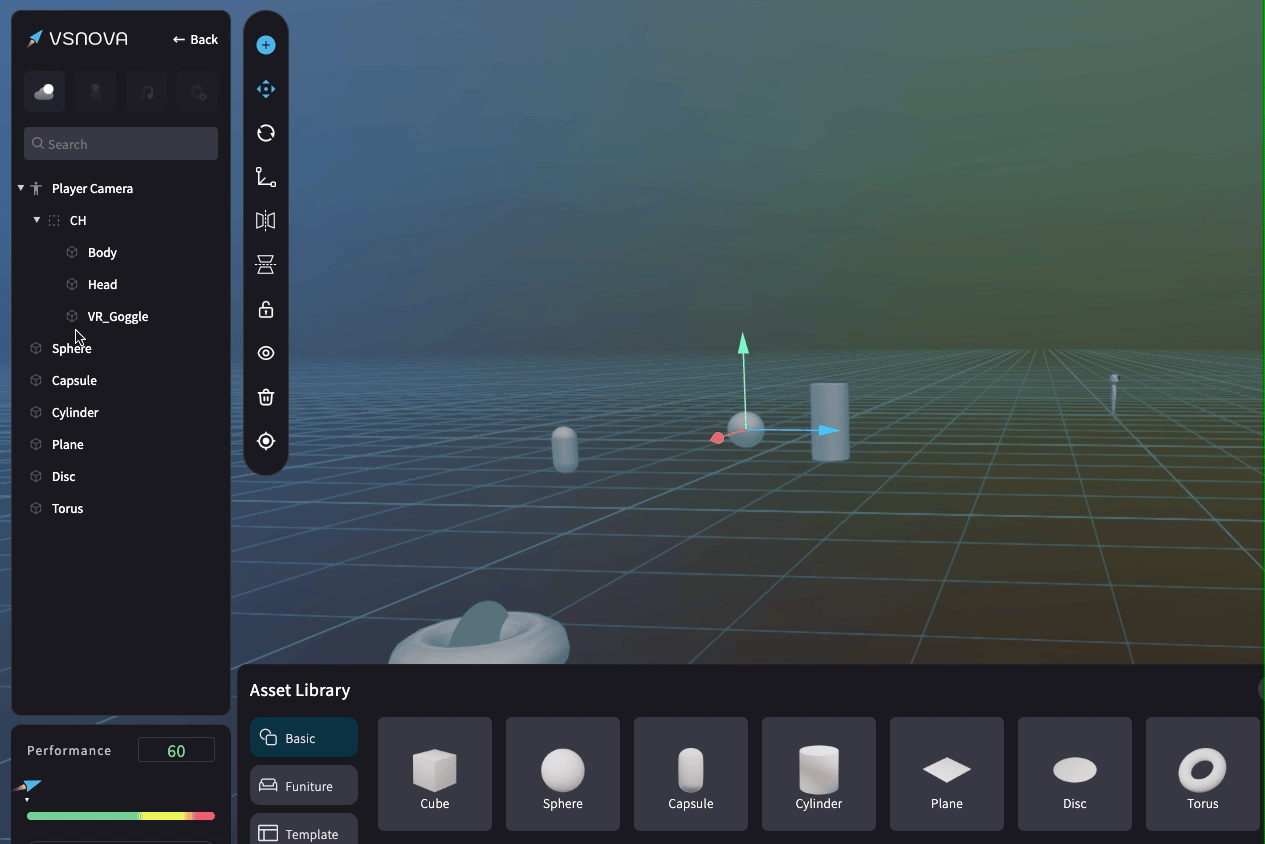 VSNOVA
← Back
Search
Player Camera
CH
Body
Head
VR_Goggle
Sphere
Capsule
Cylinder
Plane
Disc
Torus
Performance 60
Asset Library
Basic
Funiture
Template
Cube
Sphere
Capsule
Cylinder
Plane
Disc
Torus